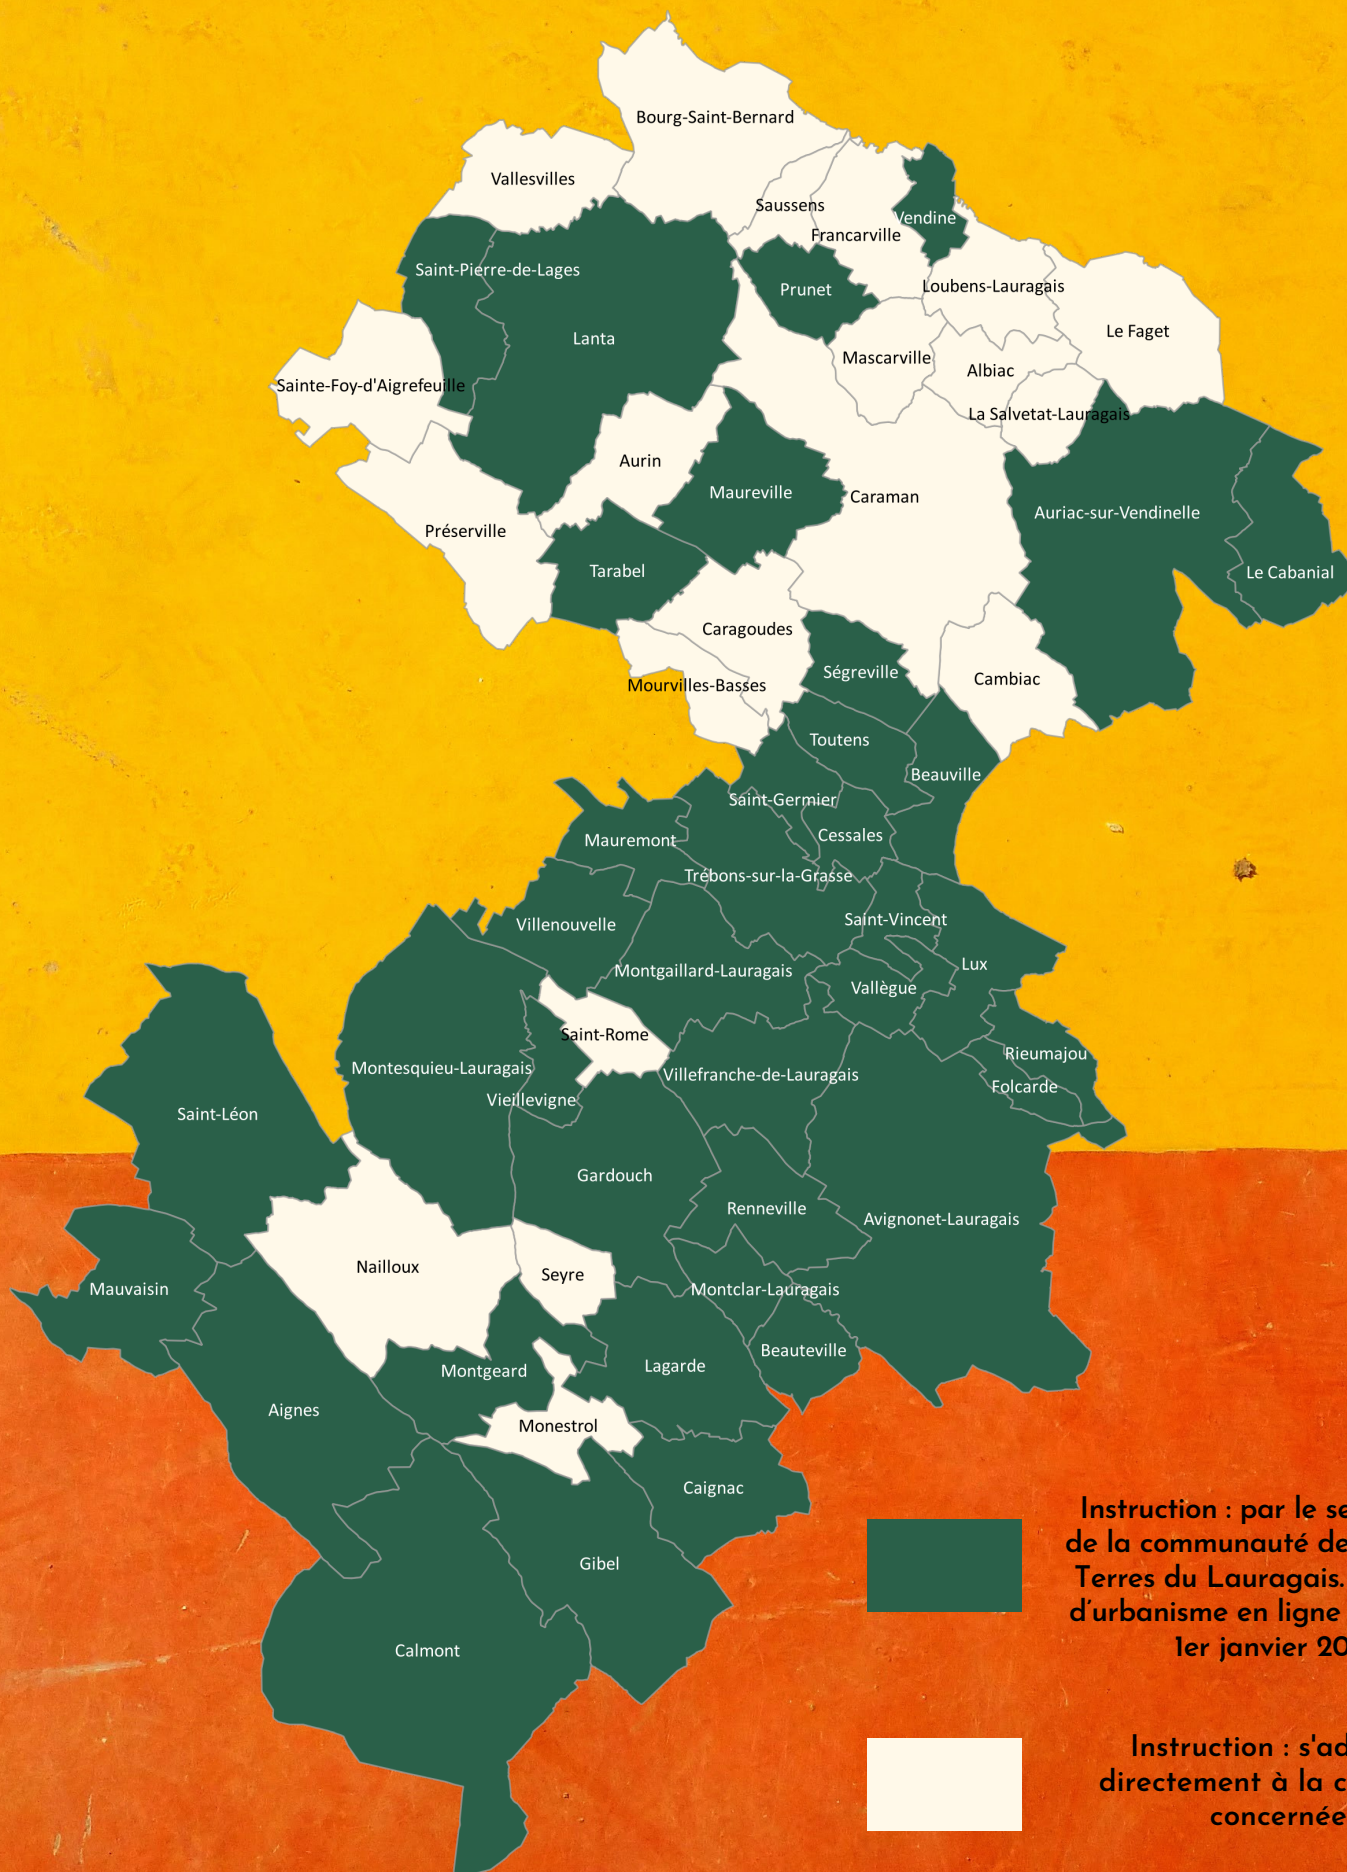 Bourg-Saint-Bernard
Vallesvilles
Saussens
Vendine
Francarville
Saint-Pierre-de-Lages
Loubens-Lauragais
Prunet
Le Faget
Lanta
Mascarville
Albiac
Sainte-Foy-d'Aigrefeuille
La Salvetat-Lauragais
Aurin
Maureville
Caraman
Auriac-sur-Vendinelle
Préserville
Tarabel
Le Cabanial
Caragoudes
Ségreville
Cambiac
Mourvilles-Basses
Toutens
Beauville
Saint-Germier
Cessales
Mauremont
Trébons-sur-la-Grasse
Saint-Vincent
Villenouvelle
Lux
Montgaillard-Lauragais
Vallègue
Saint-Rome
Rieumajou
Montesquieu-Lauragais
Villefranche-de-Lauragais
Folcarde
Vieillevigne
Saint-Léon
Gardouch
Renneville
Avignonet-Lauragais
Nailloux
Seyre
Mauvaisin
Montclar-Lauragais
Beauteville
Lagarde
Montgeard
Aignes
Monestrol
Caignac
Gibel
Calmont
Instruction : par le se
de la communauté de
Terres du Lauragais.
d'urbanisme en ligne
1er janvier 20
Instruction : s'ad
directement à la c
concernée